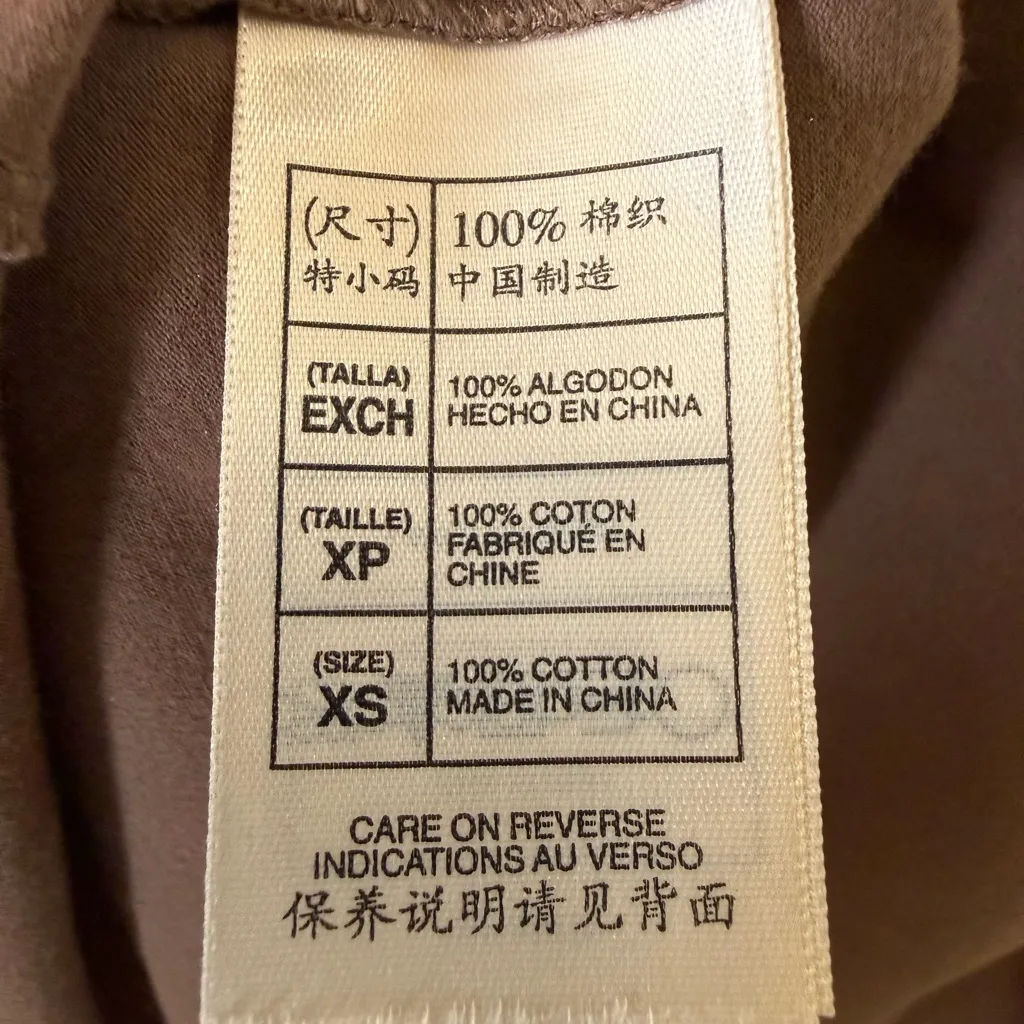 (尺寸)
特小码
100% 棉织
中国制造
(TALLA)
EXCH
100% ALGODON
HECHO EN CHINA
(TAILLE)
XP
100% COTON
FABRIQUÉ EN
CHINE
(SIZE)
XS
100% COTTON
MADE IN CHINA
CARE ON REVERSE
INDICATIONS AU VERSO
保养说明请见背面